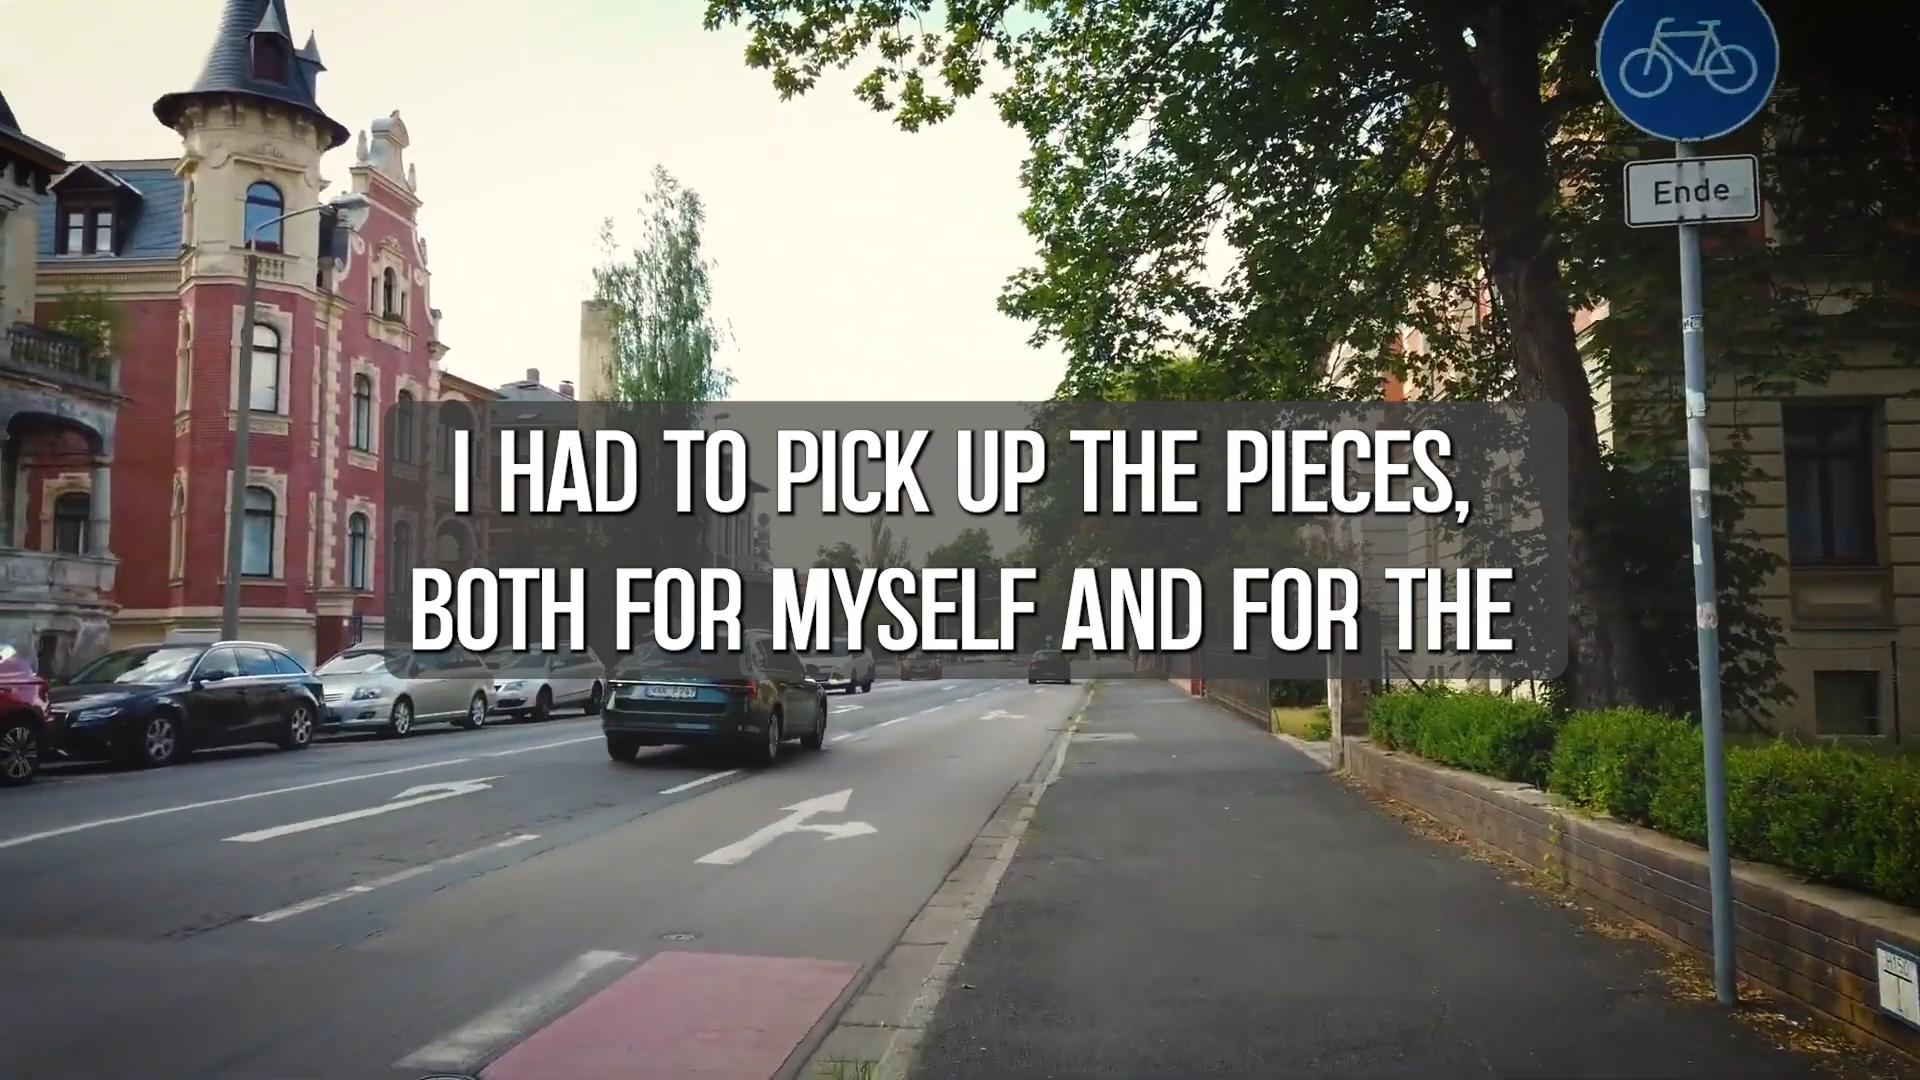 Ende
I HAD TO PICK UP THE PIECES,
BOTH FOR MYSELF AND FOR THE